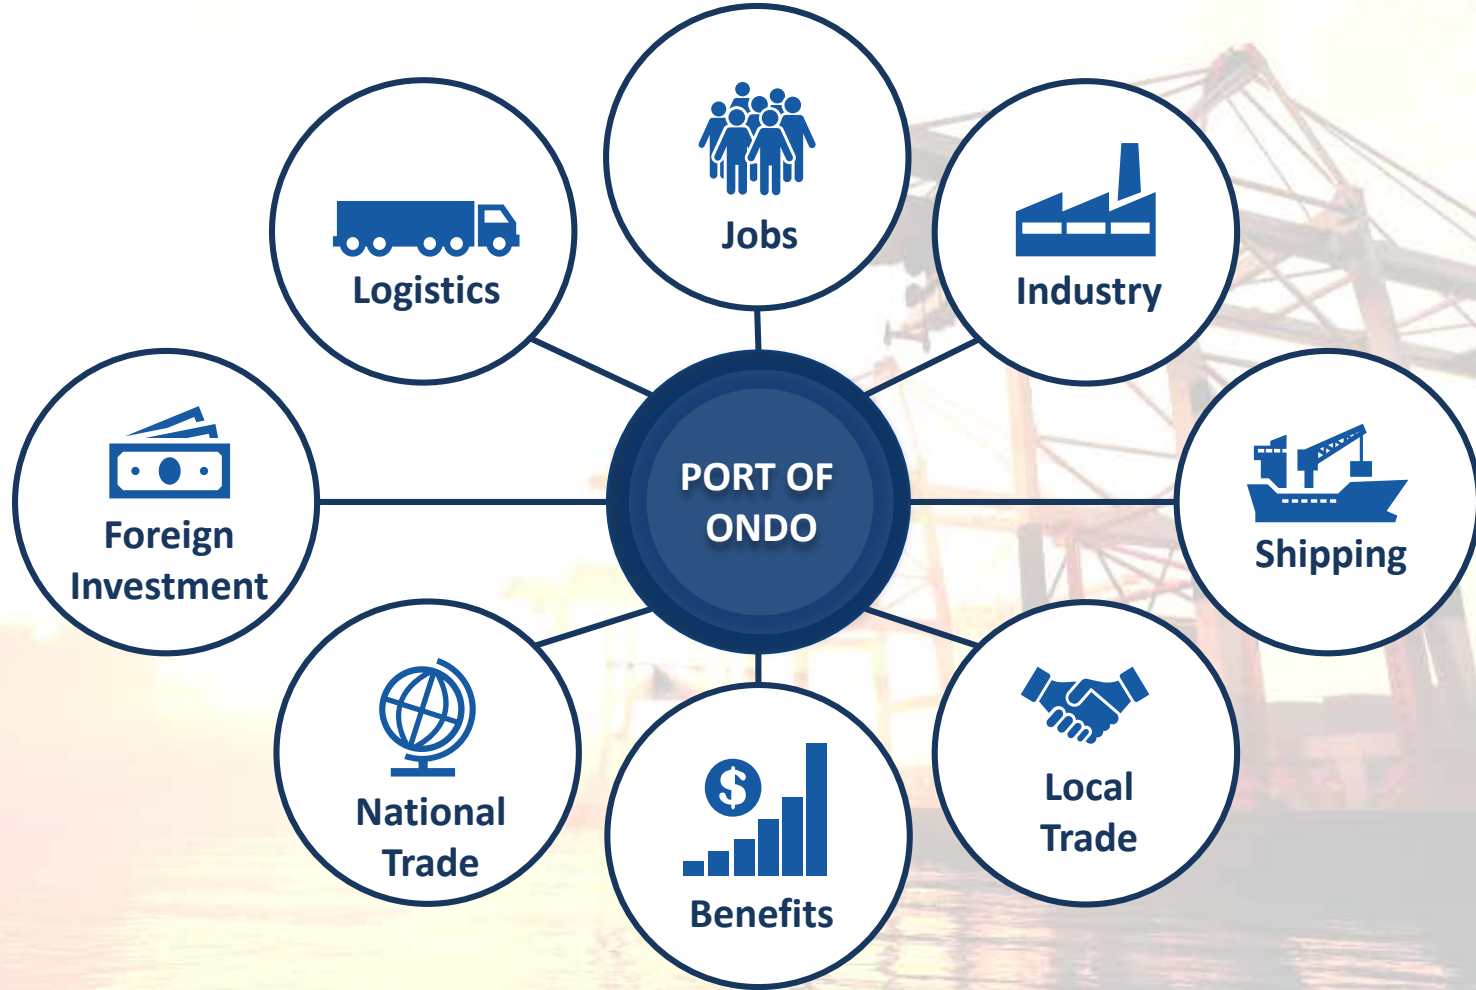 Jobs
Logistics
Industry
PORT OF
ONDO
Foreign
Investment
Shipping
National
Trade
Local
Trade
$
Benefits